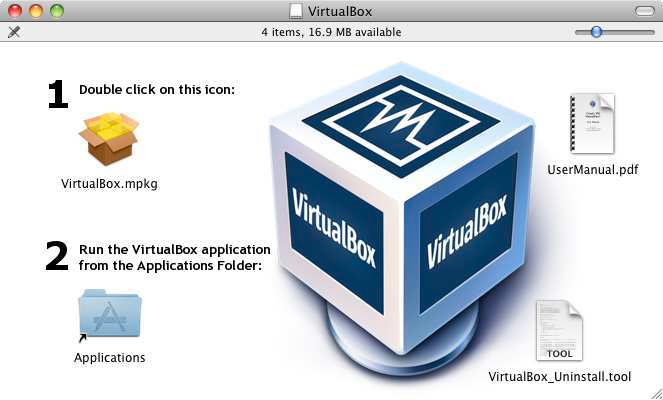 VirtualBox
4 items, 16.9 MB available
1 Double click on this icon:
VirtualBox.mpkg
UserManual.pdf
VirtualBox
VirtualBox
2 Run the VirtualBox application
from the Applications Folder:
Applications
TOOL
VirtualBox_Uninstall.tool